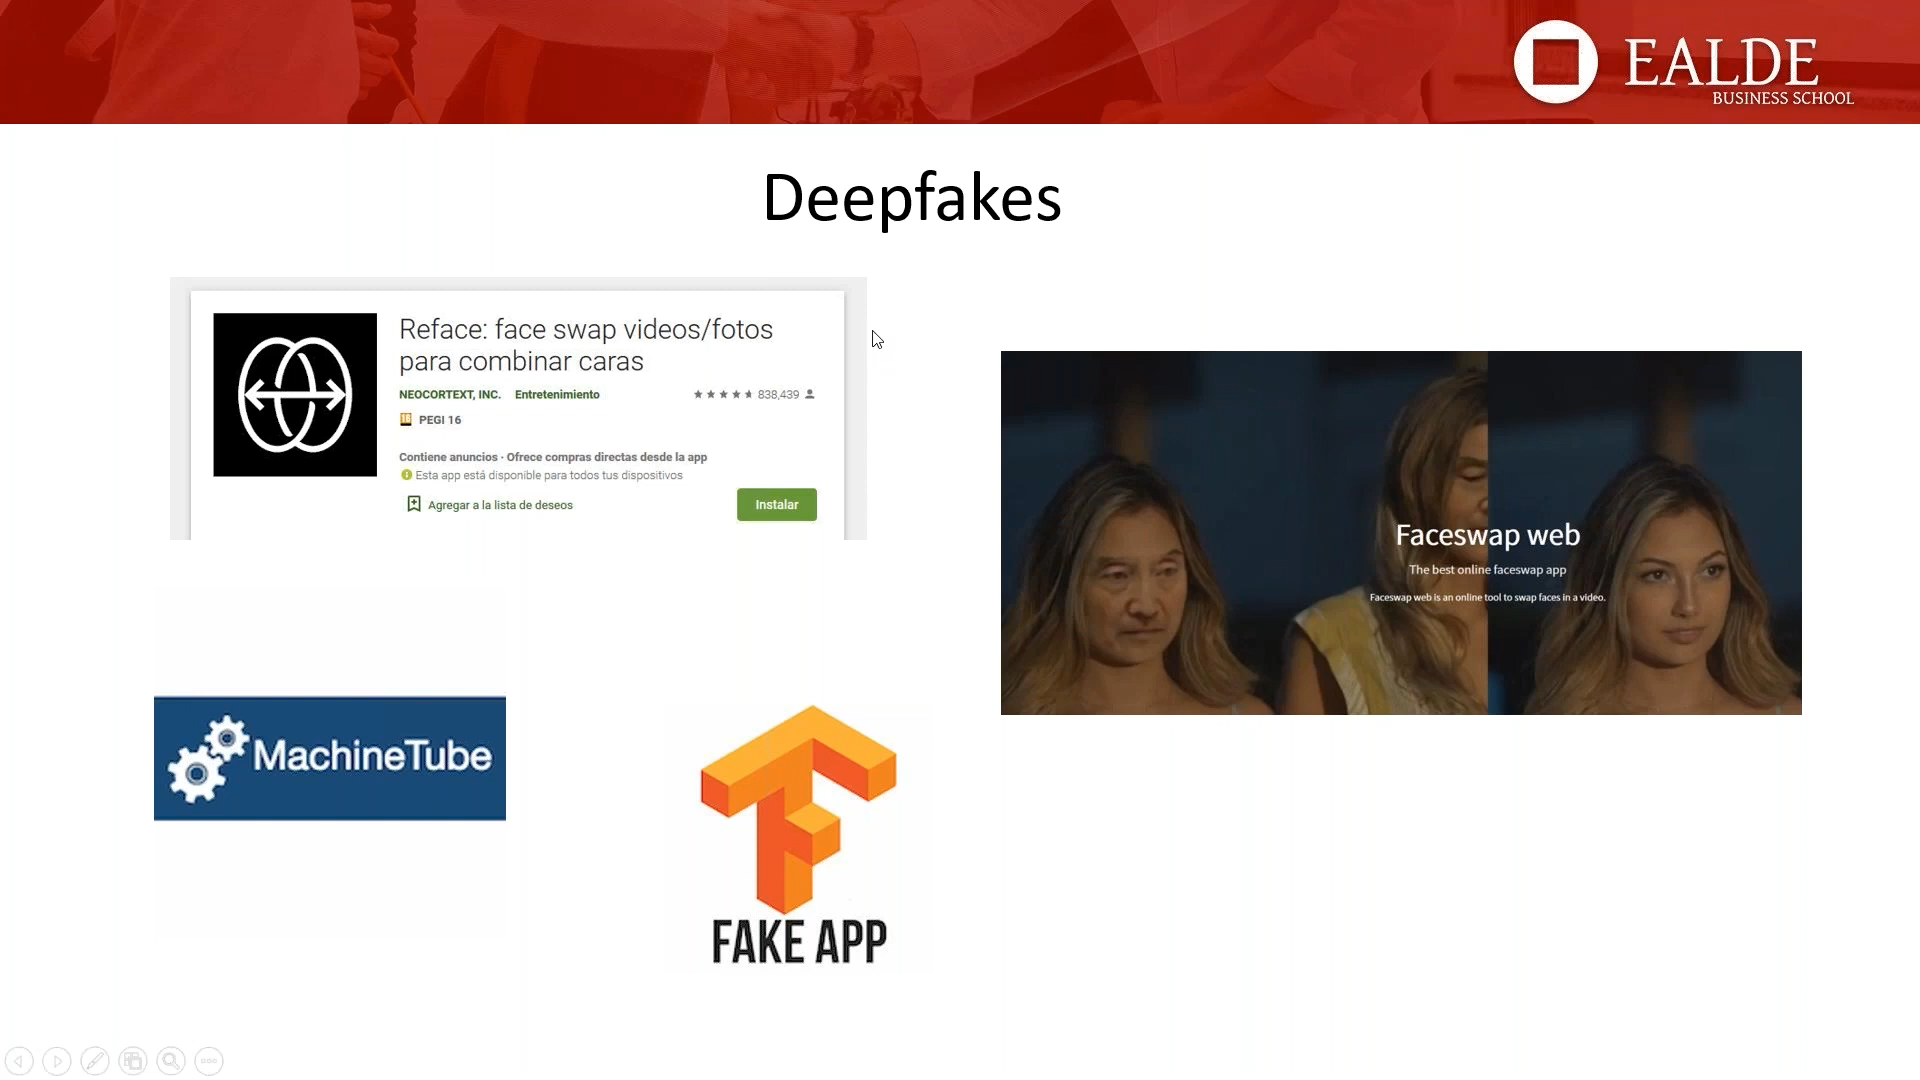 EALDE
BUSINESS SCHOOL
Deepfakes
Reface: face swap videos/fotos
para combinar caras
NEOCORTEXT, INC. Entretenimiento 838,439
PEGI 16
Contiene anuncios · Ofrece compras directas desde la app
Esta app está disponible para todos tus dispositivos
Agregar a la lista de deseos
Instalar
Faceswap web
The best online faceswap app
Faceswap web is an online tool to swap faces in a video.
MachineTube
FAKE APP